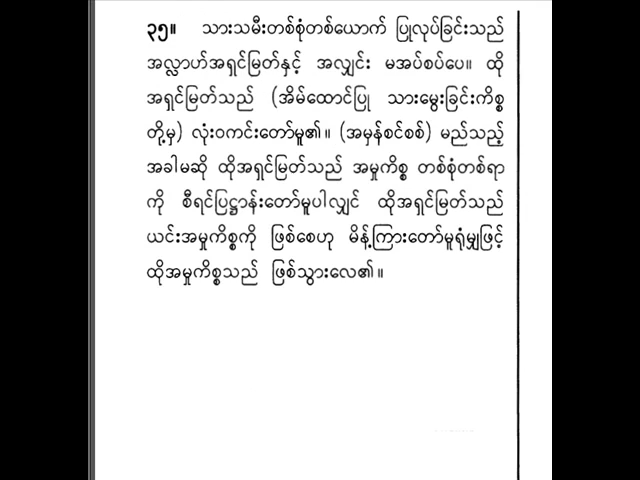 ၃၅။ သားသမီးတစ်စုံတစ်ယောက် ပြုလုပ်ခြင်းသည်
အလ္လာဟ်အရှင်မြတ်နှင့် အလျှင်း မအပ်စပ်ပေ။ ထို
အရှင်မြတ်သည် (အိမ်ထောင်ပြု သားမွေးခြင်းကိစ္စ
တို့မှ) လုံးဝကင်းတော်မူ၏။ (အမှန်စင်စစ်) မည်သည့်
အခါမဆို ထိုအရှင်မြတ်သည် အမှုကိစ္စ တစ်စုံတစ်ရာ
ကို စီရင်ပြဋ္ဌာန်းတော်မူပါလျှင် ထိုအရှင်မြတ်သည်
ယင်းအမှုကိစ္စကို ဖြစ်စေဟု မိန့်ကြားတော်မူရုံမျှဖြင့်
ထိုအမှုကိစ္စသည် ဖြစ်သွားလေ၏။